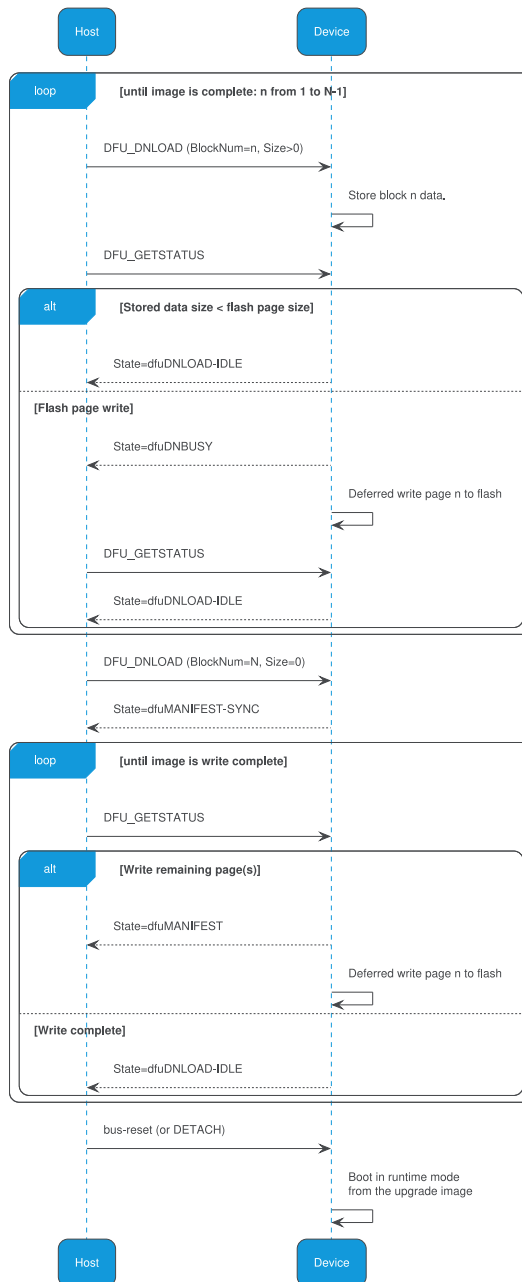 Host
Device
loop
[until image is complete: n from 1 to N-1]
DFU_DNLOAD (BlockNum=n, Size>0)
Store block n data.
DFU_GETSTATUS
alt
[Stored data size < flash page size]
State=dfuDNLOAD-IDLE
[Flash page write]
State=dfuDNBUSY
Deferred write page n to flash
DFU_GETSTATUS
State=dfuDNLOAD-IDLE
DFU_DNLOAD (BlockNum=N, Size=0)
State=dfuMANIFEST-SYNC
loop
[until image is write complete]
DFU_GETSTATUS
alt
[Write remaining page(s)]
State=dfuMANIFEST
Deferred write page n to flash
[Write complete]
State=dfuDNLOAD-IDLE
bus-reset (or DETACH)
Boot in runtime mode
from the upgrade image
Host
Device